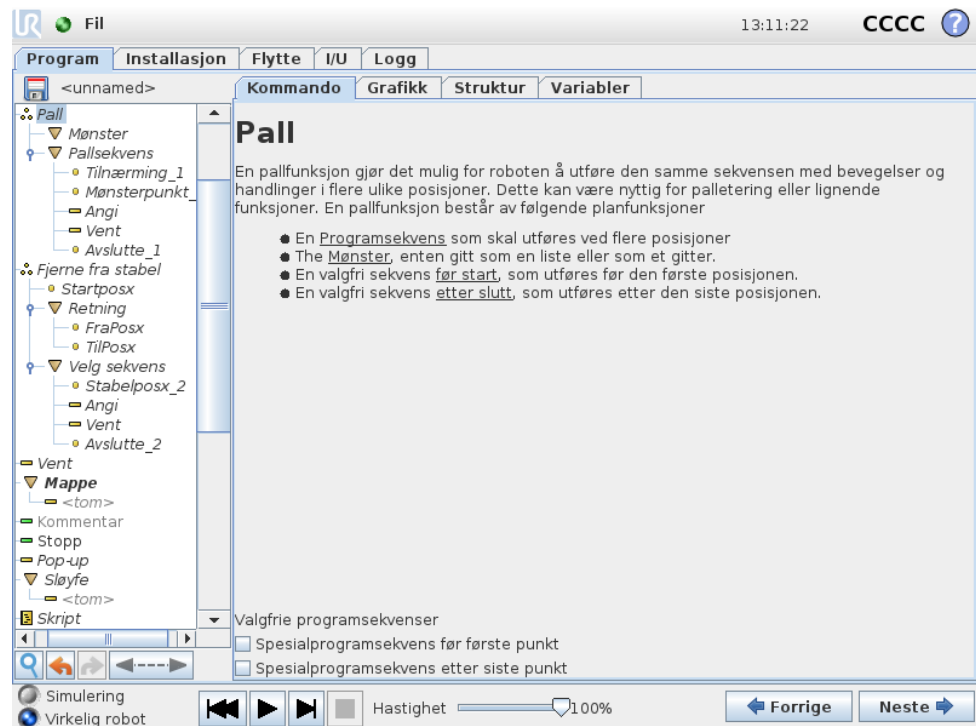 UR Fil 13:11:22 CCCC ?
Program Installasjon Flytte I/U Logg
<unnamed>
Kommando Grafikk Struktur Variabler
Pall
Mønster
Pallsekvens
Tilnærming_1
Mønsterpunkt_
Angi
Vent
Avslutte_1
Fjerne fra stabel
Startposx
Retning
FraPosx
TilPosx
Velg sekvens
Stabelposx_2
Angi
Vent
Avslutte_2
Vent
Mappe
<tom>
Kommentar
Stopp
Pop-up
Sløyfe
<tom>
Skript
Pall
En pallfunksjon gjør det mulig for roboten å utføre den samme sekvensen med bevegelser og
handlinger i flere ulike posisjoner. Dette kan være nyttig for palletering eller lignende
funksjoner. En pallfunksjon består av følgende planfunksjoner
En Programsekvens som skal utføres ved flere posisjoner
The Mønster, enten gitt som en liste eller som et gitter.
En valgfri sekvens før start, som utføres før den første posisjonen.
En valgfri sekvens etter slutt, som utføres etter den siste posisjonen.
Valgfrie programsekvenser
Spesialprogramsekvens før første punkt
Spesialprogramsekvens etter siste punkt
Simulering
Virkelig robot
Hastighet 100%
Forrige Neste